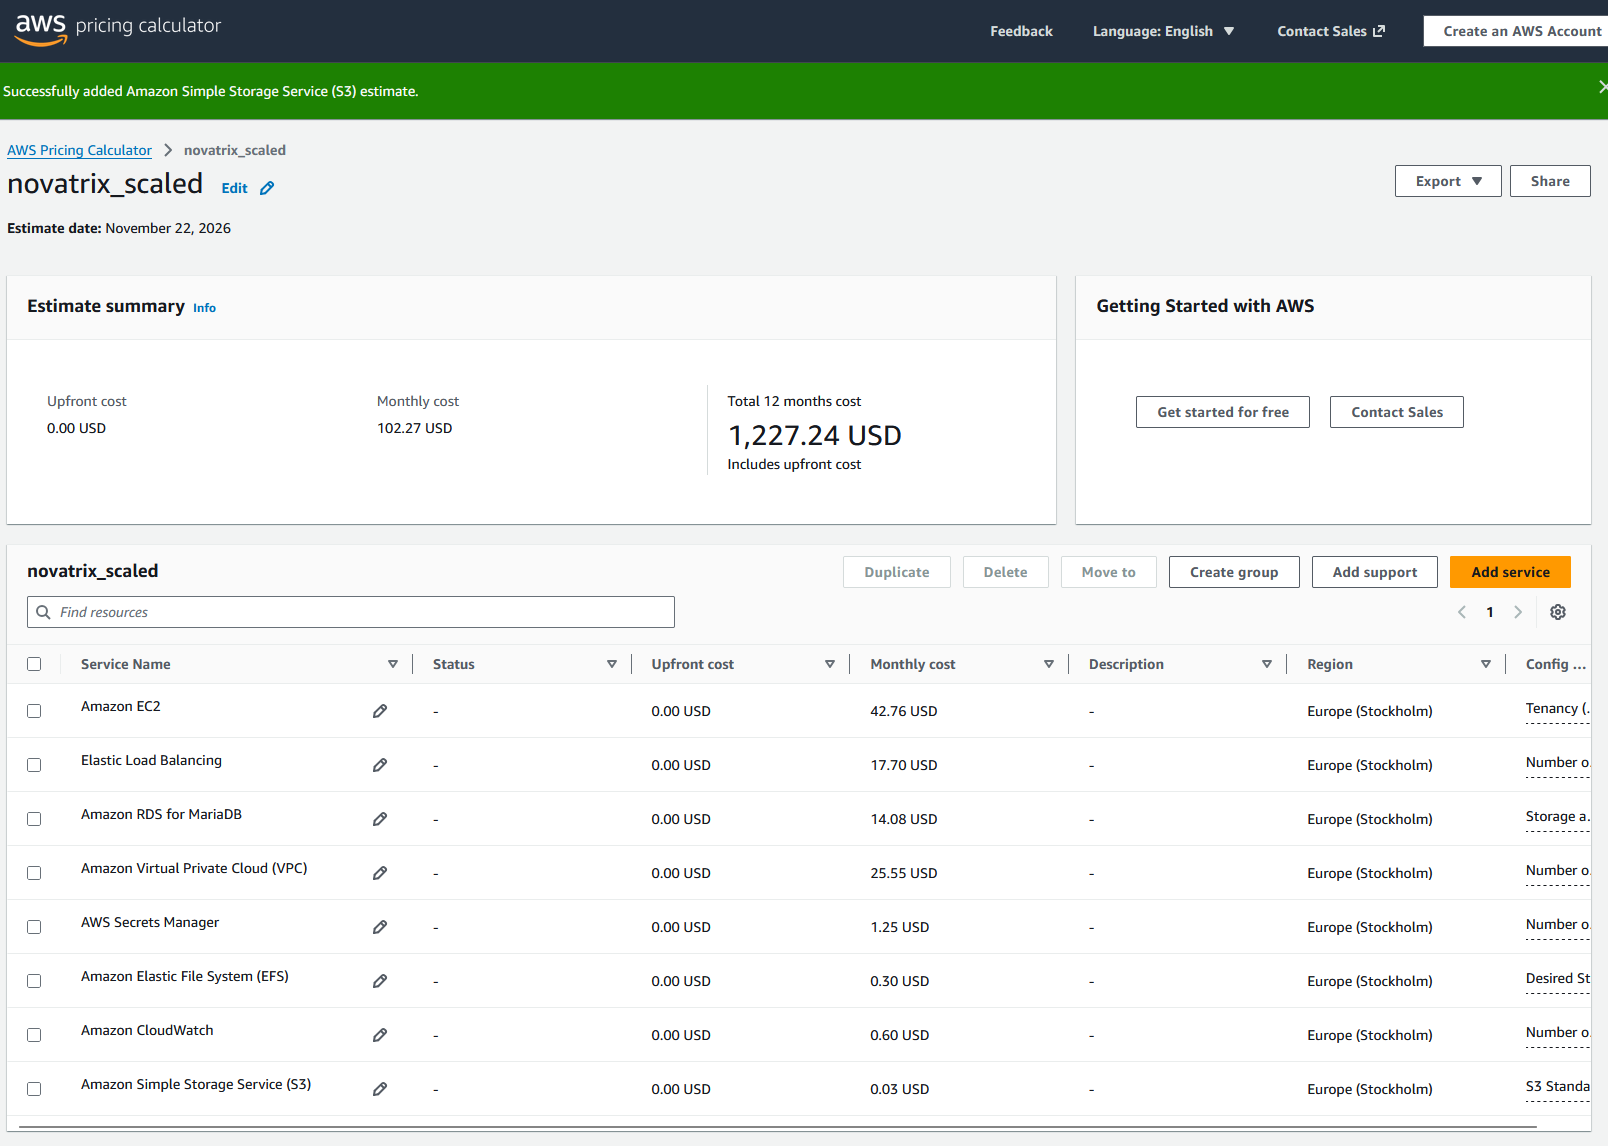 aws pricing calculator
Feedback
Language: English
Contact Sales
Create an AWS Account
Successfully added Amazon Simple Storage Service (S3) estimate.
AWS Pricing Calculator
novatrix_scaled
novatrix_scaled
Edit
Export
Share
Estimate date: November 22, 2026
Estimate summary Info
Getting Started with AWS
Upfront cost
0.00 USD
Monthly cost
102.27 USD
Total 12 months cost
1,227.24 USD
Includes upfront cost
Get started for free
Contact Sales
novatrix_scaled
Duplicate
Delete
Move to
Create group
Add support
Add service
Find resources
1
Service Name Status Upfront cost Monthly cost Description Region Config ...
Amazon EC2 - 0.00 USD 42.76 USD - Europe (Stockholm) Tenancy (.
Elastic Load Balancing - 0.00 USD 17.70 USD - Europe (Stockholm) Number o.
Amazon RDS for MariaDB - 0.00 USD 14.08 USD - Europe (Stockholm) Storage a.
Amazon Virtual Private Cloud (VPC) - 0.00 USD 25.55 USD - Europe (Stockholm) Number o.
AWS Secrets Manager - 0.00 USD 1.25 USD - Europe (Stockholm) Number o.
Amazon Elastic File System (EFS) - 0.00 USD 0.30 USD - Europe (Stockholm) Desired St
Amazon CloudWatch - 0.00 USD 0.60 USD - Europe (Stockholm) Number o.
Amazon Simple Storage Service (S3) - 0.00 USD 0.03 USD - Europe (Stockholm) S3 Standa